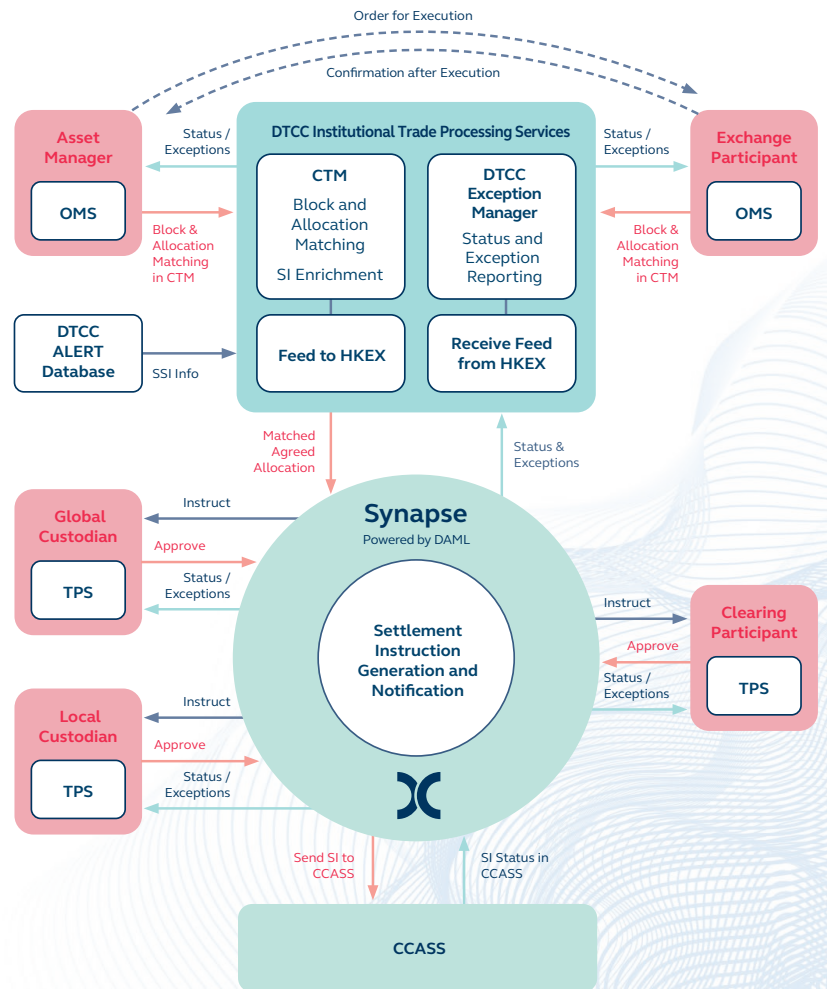 Order for Execution
Confirmation after Execution
Asset
Manager
OMS
Status /
Exceptions
Block &
Allocation
Matching
in CTM
DTCC Institutional Trade Processing Services
CTM
Block and
Allocation
Matching
SI Enrichment
DTCC
Exception
Manager
Status and
Exception
Reporting
Feed to HKEX
Receive Feed
from HKEX
Status /
Exceptions
Block &
Allocation
Matching
in CTM
Exchange
Participant
OMS
DTCC
ALERT
Database
SSI Info
Matched
Agreed
Allocation
Status &
Exceptions
Synapse
Powered by DAML
Settlement
Instruction
Generation and
Notification
Global
Custodian
TPS
Instruct
Approve
Status /
Exceptions
Local
Custodian
TPS
Instruct
Approve
Status /
Exceptions
Instruct
Approve
Status /
Exceptions
Clearing
Participant
TPS
Send SI to
CCASS
SI Status in
CCASS
CCASS